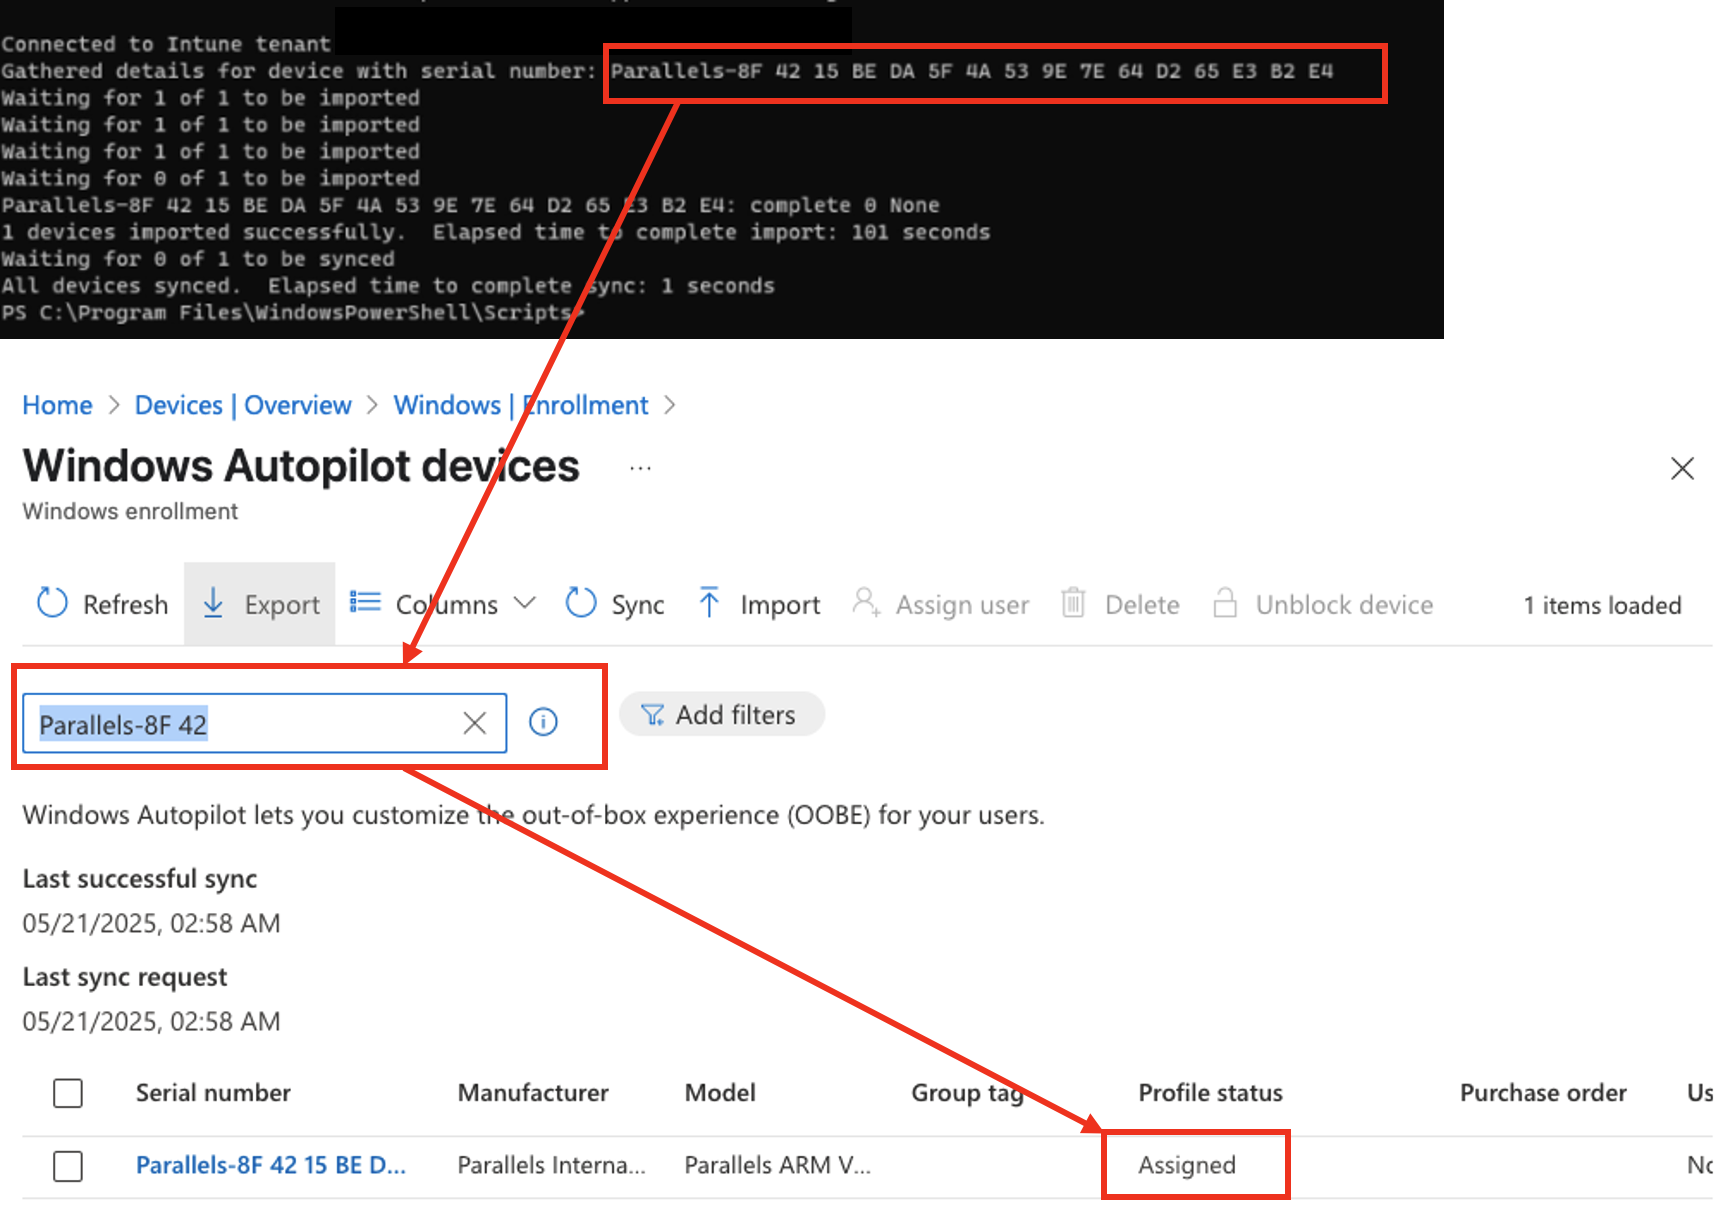 Connected to Intune tenant
Gathered details for device with serial number: Parallels-8F 42 15 BE DA 5F 4A 53 9E 7E 64 D2 65 E3 B2 E4
Waiting for 1 of 1 to be imported
Waiting for 1 of 1 to be imported
Waiting for 1 of 1 to be imported
Waiting for 0 of 1 to be imported
Parallels-8F 42 15 BE DA 5F 4A 53 9E 7E 64 D2 65 E3 B2 E4: complete 0 None
1 devices imported successfully.  Elapsed time to complete import: 101 seconds
Waiting for 0 of 1 to be synced
All devices synced.  Elapsed time to complete sync: 1 seconds
PS C:\Program Files\WindowsPowerShell\Scripts>
Home > Devices | Overview > Windows | Enrollment >
Windows Autopilot devices ...
Windows enrollment
Refresh Export Columns Sync Import Assign user Delete Unblock device 1 items loaded
Parallels-8F 42 Add filters
Windows Autopilot lets you customize the out-of-box experience (OOBE) for your users.
Last successful sync
05/21/2025, 02:58 AM
Last sync request
05/21/2025, 02:58 AM
Serial number Manufacturer Model Group tag Profile status Purchase order Us
Parallels-8F 42 15 BE D... Parallels Interna... Parallels ARM V... Assigned